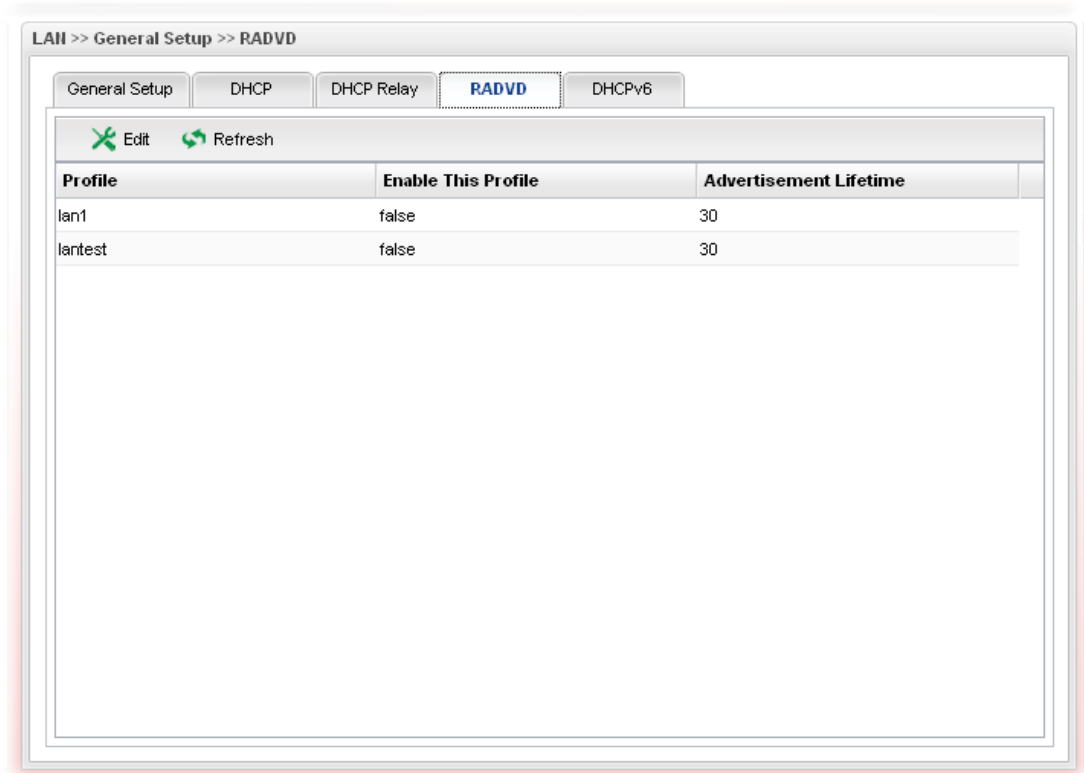 LAN >> General Setup >> RADVD
General Setup DHCP DHCP Relay RADVD DHCPv6
Edit Refresh
Profile Enable This Profile Advertisement Lifetime
lan1 false 30
lantest false 30